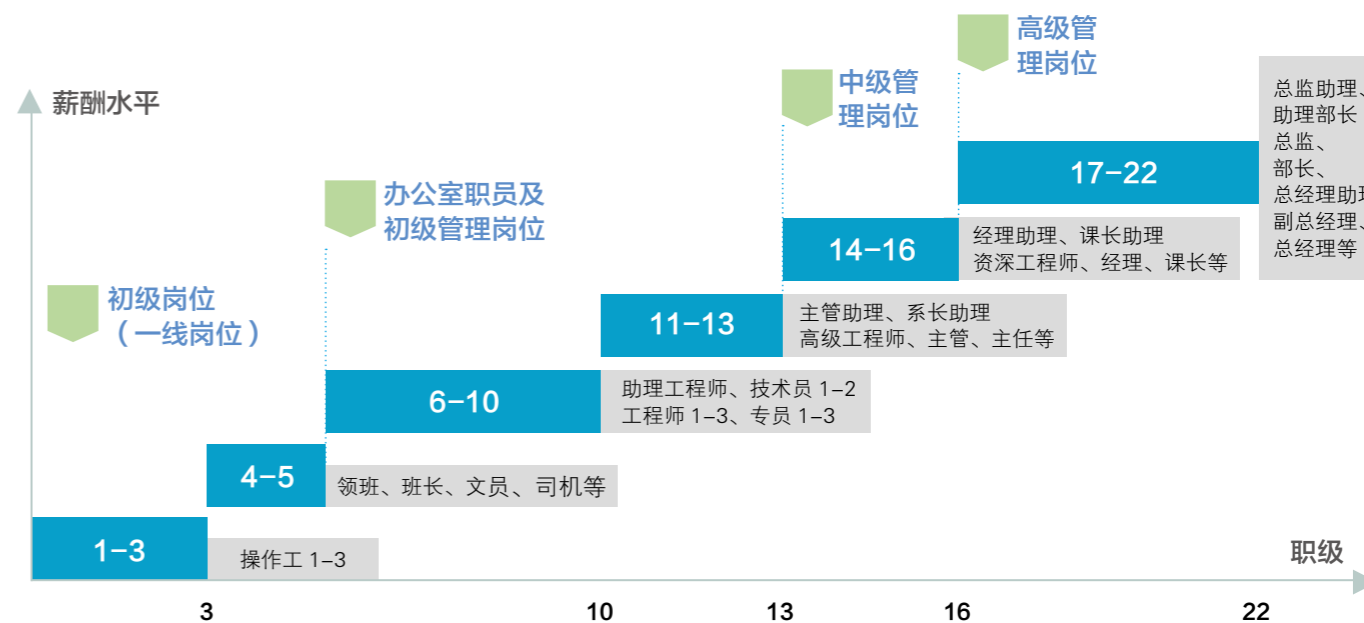 高级管
理岗位
中级管
理岗位
薪酬水平
总监助理、
助理部长
总监、
部长、
总经理助理
副总经理、
总经理等
17-22
办公室职员及
初级管理岗位
14-16
经理助理、课长助理
资深工程师、经理、课长等
初级岗位
（一线岗位）
11-13
主管助理、系长助理
高级工程师、主管、主任等
6-10
助理工程师、技术员 1-2
工程师 1-3、专员 1-3
4-5
领班、班长、文员、司机等
1-3
操作工 1-3
职级
3
10
13
16
22